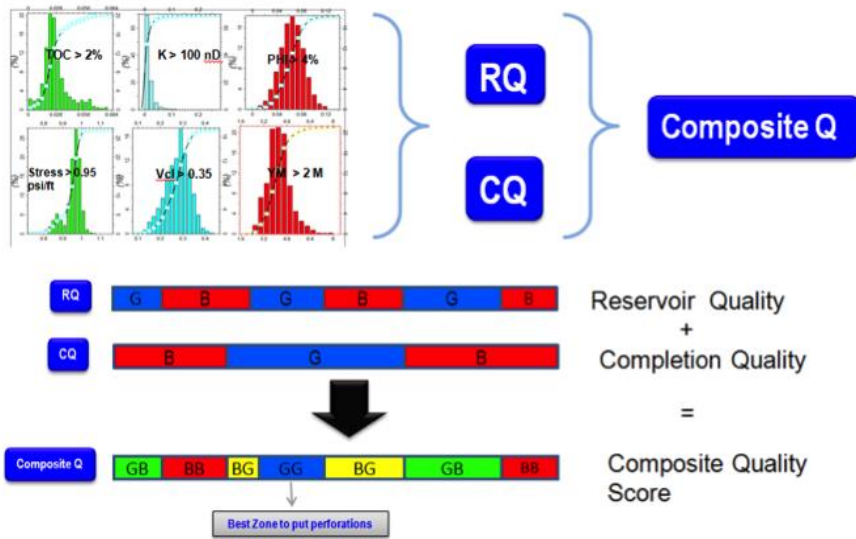 TOC > 2%
K > 100 nD
PHI > 4%
Stress > 0.95
psi/ft
Vcl > 0.35
YM > 2 M
RQ
CQ
Composite Q
RQ
G
B
G
B
G
B
Reservoir Quality
+
CQ
B
G
B
Completion Quality
=
Composite Q
GB
BB
BG
GG
BG
GB
BB
Composite Quality
Score
Best Zone to put perforations